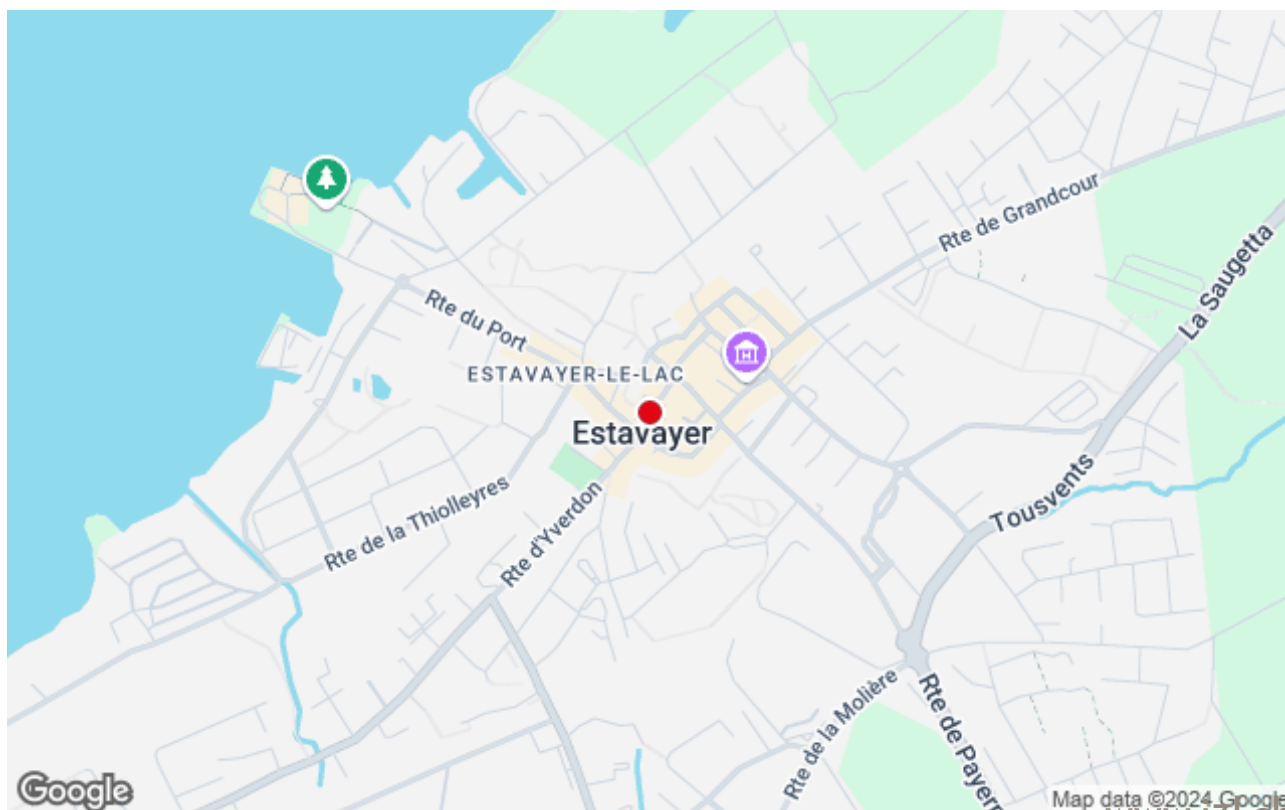 Rte de Grandcour
La Saugetta
Rte du Port
ESTAVAYER-LE-LAC
Estavayer
Rte de la Thiolleyres
Rte d'Yverdon
Tousvents
Rte de la Molière
Rte de Payern
Google
Map data ©2024 Google